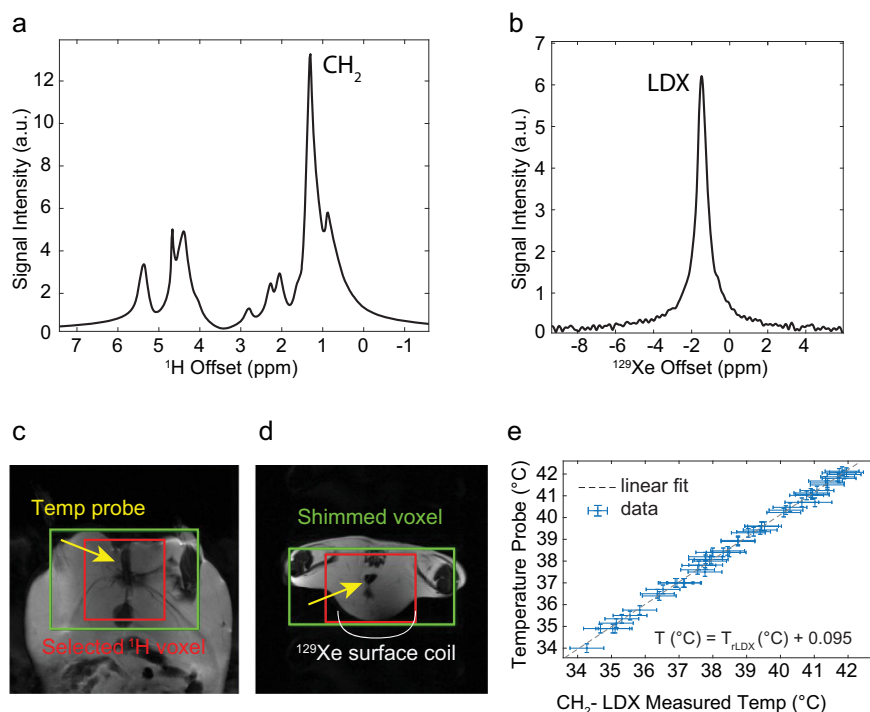 a
CH₂
Signal Intensity (a.u.)
12
10
8
6
4
2
0
7 6 5 4 3 2 1 0 -1
¹H Offset (ppm)
b
LDX
Signal Intensity (a.u.)
7
6
5
4
3
2
1
0
-8 -6 -4 -2 0 2 4
¹²⁹Xe Offset (ppm)
c
Temp probe
Selected ¹H voxel
d
Shimmed voxel
¹²⁹Xe surface coil
e
Temperature Probe (°C)
42
41
40
39
38
37
36
35
34
linear fit
data
T (°C) = T_rLDX (°C) + 0.095
34 35 36 37 38 39 40 41 42
CH₂- LDX Measured Temp (°C)